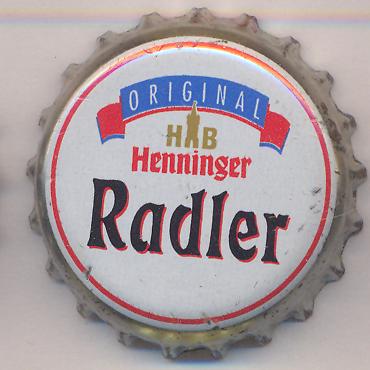 ORIGINAL
HB
Henninger
Radler